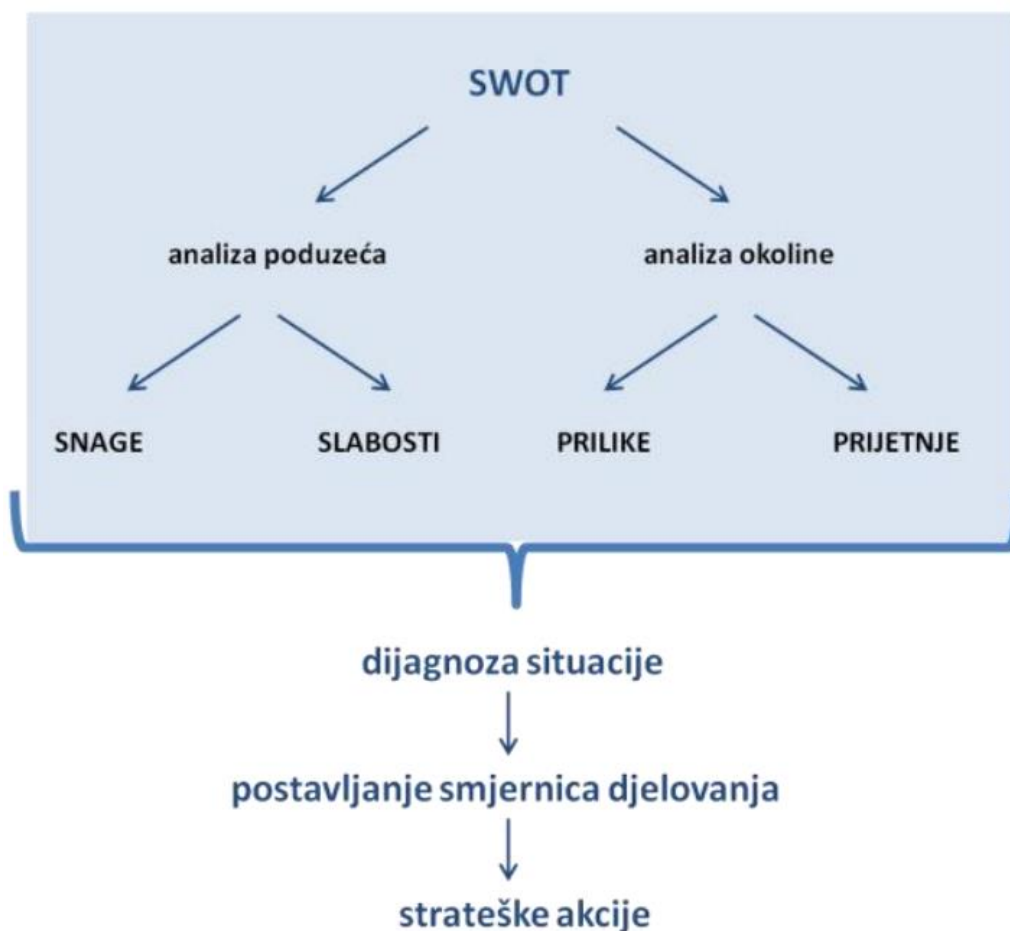 SWOT
analiza poduzeća
analiza okoline
SNAGE
SLABOSTI
PRILIKE
PRIJETNJE
dijagnoza situacije
postavljanje smjernica djelovanja
strateške akcije